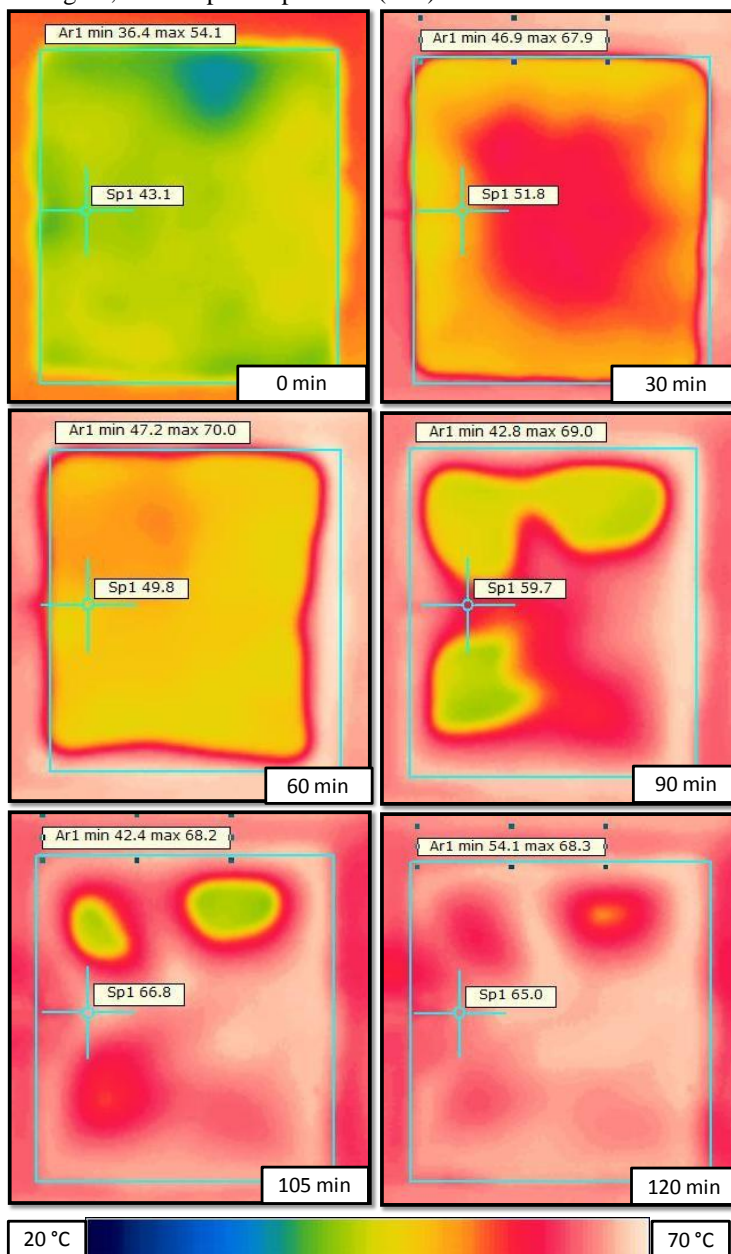 Ar1 min 36.4 max 54.1
Sp1 43.1
0 min
Ar1 min 46.9 max 67.9
Sp1 51.8
30 min
Ar1 min 47.2 max 70.0
Sp1 49.8
60 min
Ar1 min 42.8 max 69.0
Sp1 59.7
90 min
Ar1 min 42.4 max 68.2
Sp1 66.8
105 min
Ar1 min 54.1 max 68.3
Sp1 65.0
120 min
20 °C
70 °C